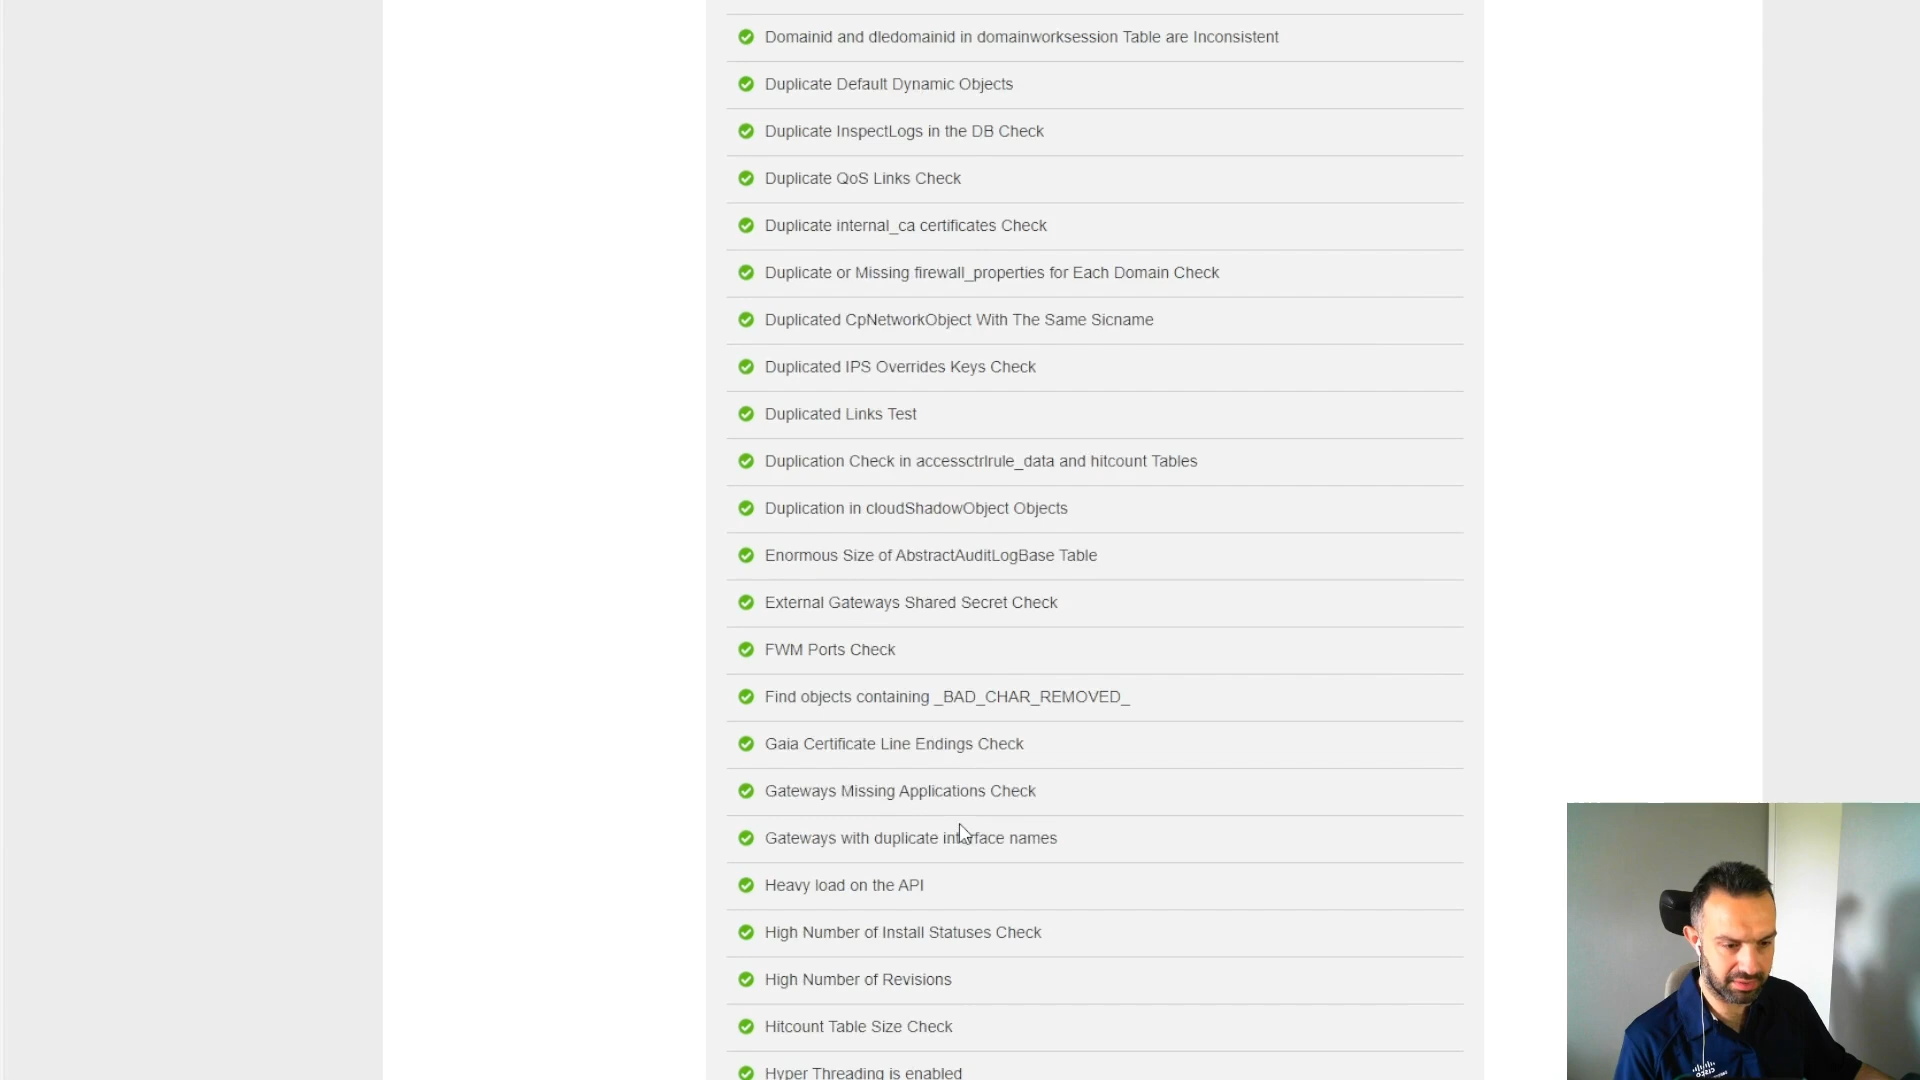 Domainid and dledomainid in domainworksession Table are Inconsistent
Duplicate Default Dynamic Objects
Duplicate InspectLogs in the DB Check
Duplicate QoS Links Check
Duplicate internal_ca certificates Check
Duplicate or Missing firewall_properties for Each Domain Check
Duplicated CpNetworkObject With The Same Sicname
Duplicated IPS Overrides Keys Check
Duplicated Links Test
Duplication Check in accessctrlrule_data and hitcount Tables
Duplication in cloudShadowObject Objects
Enormous Size of AbstractAuditLogBase Table
External Gateways Shared Secret Check
FWM Ports Check
Find objects containing _BAD_CHAR_REMOVED_
Gaia Certificate Line Endings Check
Gateways Missing Applications Check
Gateways with duplicate interface names
Heavy load on the API
High Number of Install Statuses Check
High Number of Revisions
Hitcount Table Size Check
Hyper Threading is enabled